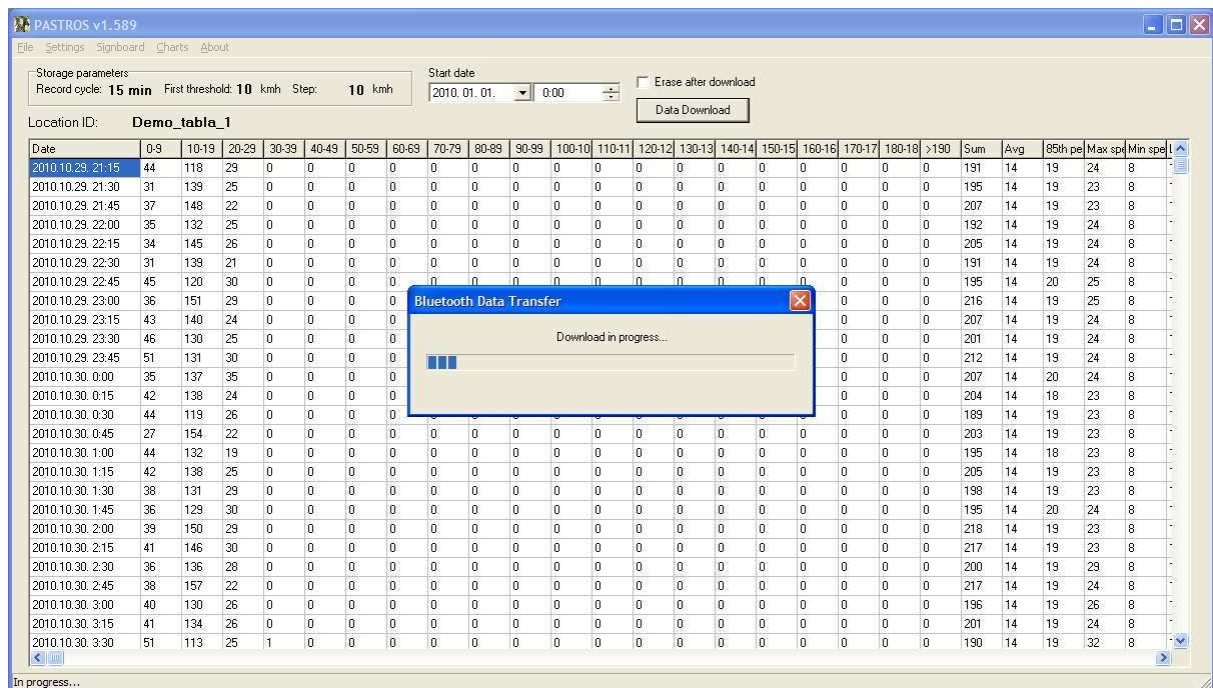 PASTROS v1.589
File Settings Signboard Charts About
Storage parameters
Record cycle: 15 min First threshold: 10 kmh Step: 10 kmh
Start date
2010. 01. 01. 0:00
Erase after download
Data Download
Location ID: Demo_tabla_1
Date 0-9 10-19 20-29 30-39 40-49 50-59 60-69 70-79 80-89 90-99 100-10 110-11 120-12 130-13 140-14 150-15 160-16 170-17 180-18 >190 Sum Avg 85th pe Max spe Min spe
2010.10.29. 21:15 44 118 29 0 0 0 0 0 0 0 0 0 0 0 0 0 0 0 0 0 191 14 19 24 8
2010.10.29. 21:30 31 139 25 0 0 0 0 0 0 0 0 0 0 0 0 0 0 0 0 0 195 14 19 23 8
2010.10.29. 21:45 37 148 22 0 0 0 0 0 0 0 0 0 0 0 0 0 0 0 0 0 207 14 19 23 8
2010.10.29. 22:00 35 132 25 0 0 0 0 0 0 0 0 0 0 0 0 0 0 0 0 0 192 14 19 24 8
2010.10.29. 22:15 34 145 26 0 0 0 0 0 0 0 0 0 0 0 0 0 0 0 0 0 205 14 19 24 8
2010.10.29. 22:30 31 139 21 0 0 0 0 0 0 0 0 0 0 0 0 0 0 0 0 0 191 14 19 24 8
2010.10.29. 22:45 45 120 30 0 0 0 0 0 0 0 0 0 0 0 0 0 0 0 0 0 195 14 20 25 8
2010.10.29. 23:00 36 151 29 0 0 0 0 0 0 0 216 14 19 25 8
2010.10.29. 23:15 43 140 24 0 0 0 0 0 0 0 207 14 19 24 8
2010.10.29. 23:30 46 130 25 0 0 0 0 0 0 0 201 14 19 24 8
2010.10.29. 23:45 51 131 30 0 0 0 0 0 0 0 212 14 19 24 8
2010.10.30. 0:00 35 137 35 0 0 0 0 0 0 0 207 14 20 24 8
2010.10.30. 0:15 42 138 24 0 0 0 0 0 0 0 204 14 18 23 8
2010.10.30. 0:30 44 119 26 0 0 0 0 0 0 0 189 14 19 23 8
Bluetooth Data Transfer
Download in progress...
2010.10.30. 0:45 27 154 22 0 0 0 0 0 0 0 0 0 0 0 0 0 0 0 0 0 203 14 19 23 8
2010.10.30. 1:00 44 132 19 0 0 0 0 0 0 0 0 0 0 0 0 0 0 0 0 0 195 14 18 23 8
2010.10.30. 1:15 42 138 25 0 0 0 0 0 0 0 0 0 0 0 0 0 0 0 0 0 205 14 19 23 8
2010.10.30. 1:30 38 131 29 0 0 0 0 0 0 0 0 0 0 0 0 0 0 0 0 0 198 14 19 23 8
2010.10.30. 1:45 36 129 30 0 0 0 0 0 0 0 0 0 0 0 0 0 0 0 0 0 195 14 20 24 8
2010.10.30. 2:00 39 150 29 0 0 0 0 0 0 0 0 0 0 0 0 0 0 0 0 0 218 14 19 23 8
2010.10.30. 2:15 41 146 30 0 0 0 0 0 0 0 0 0 0 0 0 0 0 0 0 0 217 14 19 23 8
2010.10.30. 2:30 36 136 28 0 0 0 0 0 0 0 0 0 0 0 0 0 0 0 0 0 200 14 19 29 8
2010.10.30. 2:45 38 157 22 0 0 0 0 0 0 0 0 0 0 0 0 0 0 0 0 0 217 14 19 24 8
2010.10.30. 3:00 40 130 26 0 0 0 0 0 0 0 0 0 0 0 0 0 0 0 0 0 196 14 19 26 8
2010.10.30. 3:15 41 134 26 0 0 0 0 0 0 0 0 0 0 0 0 0 0 0 0 0 201 14 19 24 8
2010.10.30. 3:30 51 113 25 1 0 0 0 0 0 0 0 0 0 0 0 0 0 0 0 0 190 14 19 32 8
In progress...